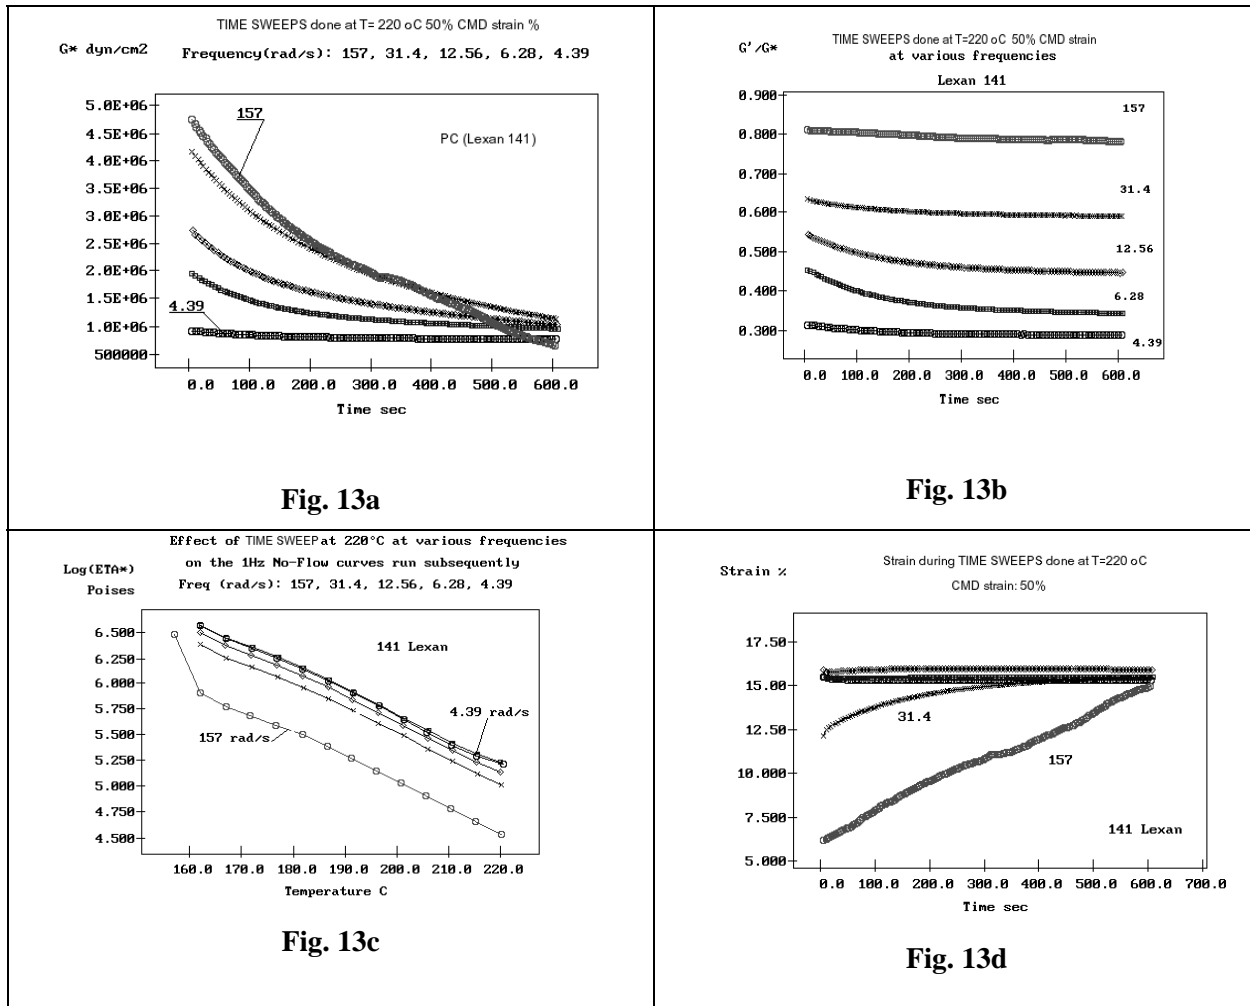 TIME SWEEPS done at T= 220 oC 50% CMD strain %
G* dyn/cm2
Frequency(rad/s): 157, 31.4, 12.56, 6.28, 4.39
5.0E+06
4.5E+06
4.0E+06
3.5E+06
3.0E+06
2.5E+06
2.0E+06
1.5E+06
1.0E+06
500000
157
PC (Lexan 141)
4.39
0.0 100.0 200.0 300.0 400.0 500.0 600.0
Time sec
Fig. 13a
TIME SWEEPS done at T=220 oC 50% CMD strain
G'/G*
at various frequencies
Lexan 141
0.900
0.800
0.700
0.600
0.500
0.400
0.300
157
31.4
12.56
6.28
4.39
0.0 100.0 200.0 300.0 400.0 500.0 600.0
Time sec
Fig. 13b
Effect of TIME SWEEP at 220°C at various frequencies
on the 1Hz No-Flow curves run subsequently
Log(ETA*)
Poises
Freq (rad/s): 157, 31.4, 12.56, 6.28, 4.39
6.500
6.250
6.000
5.750
5.500
5.250
5.000
4.750
4.500
141 Lexan
4.39 rad/s
157 rad/s
160.0 170.0 180.0 190.0 200.0 210.0 220.0
Temperature C
Fig. 13c
Strain during TIME SWEEPS done at T=220 oC
Strain %
CMD strain: 50%
17.50
15.00
12.50
10.000
7.500
5.000
31.4
157
141 Lexan
0.0 100.0 200.0 300.0 400.0 500.0 600.0 700.0
Time sec
Fig. 13d